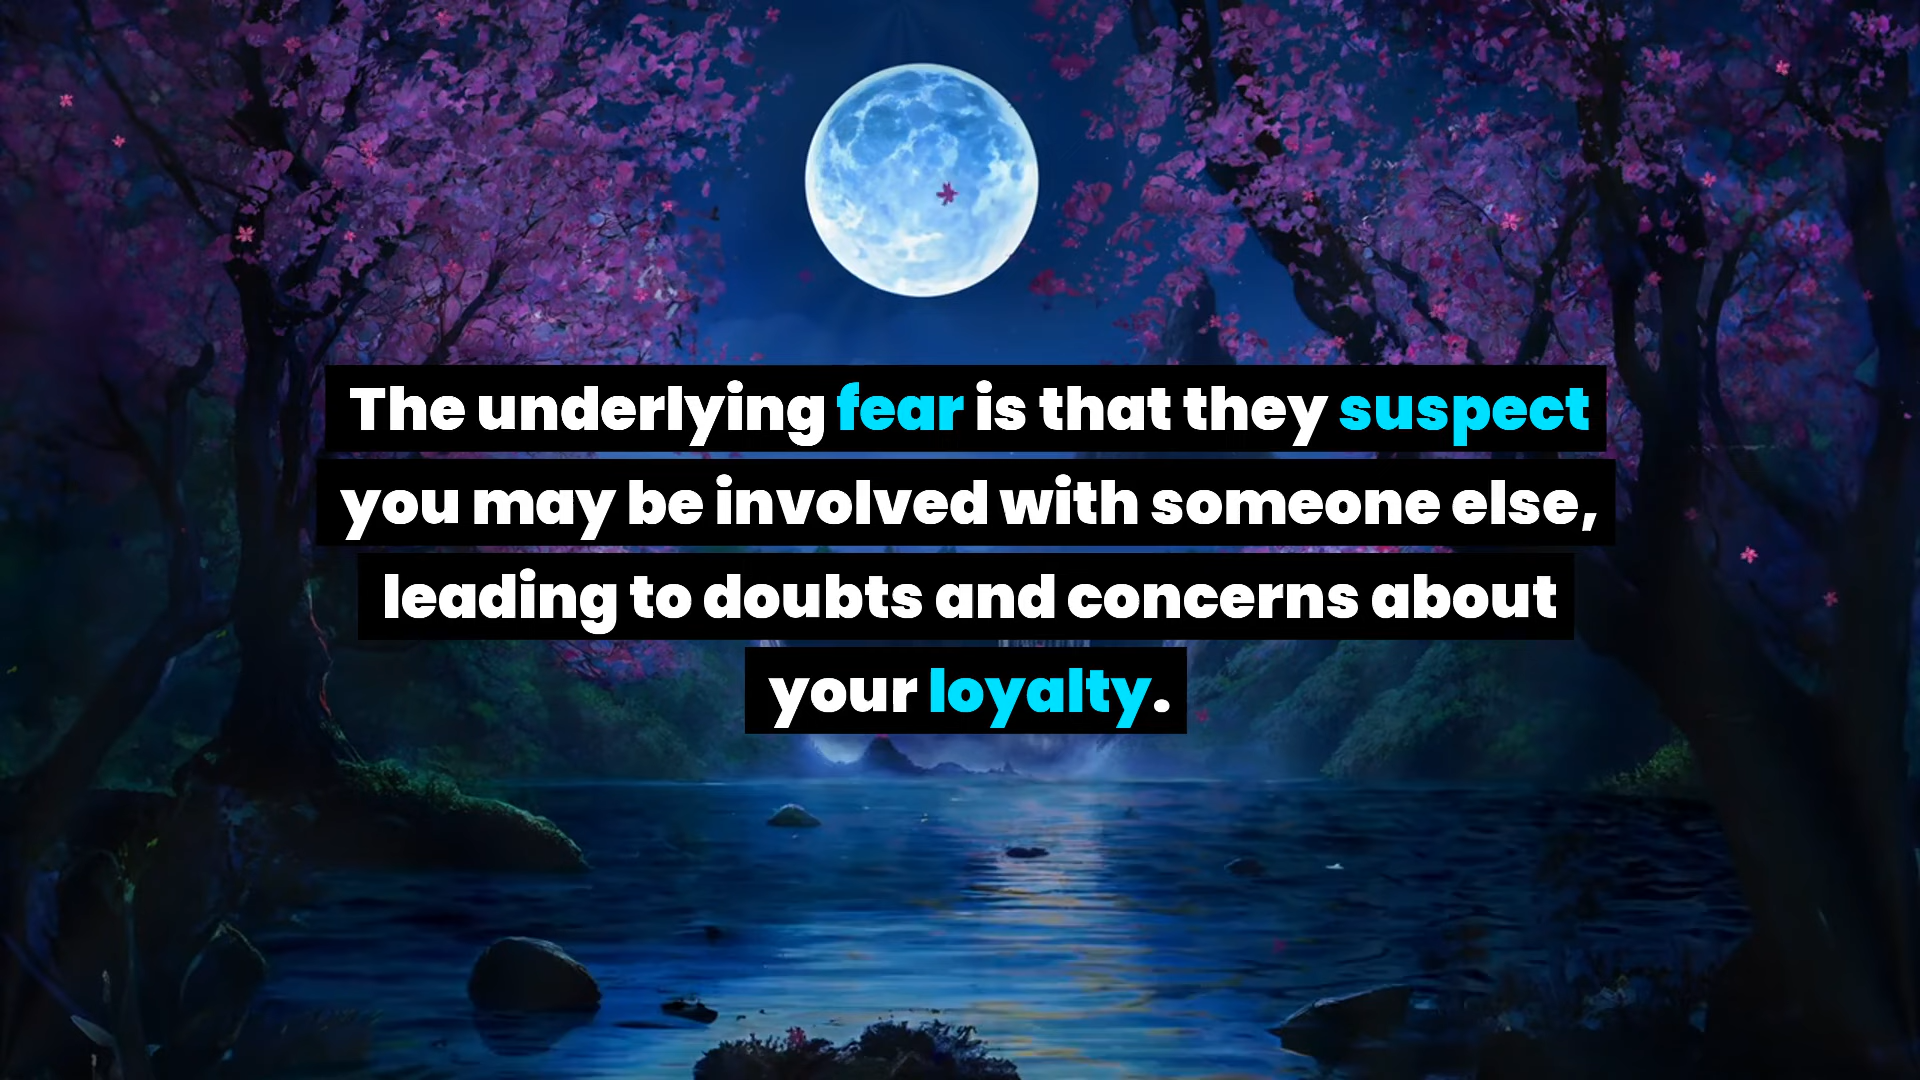 The underlying fear is that they suspect
you may be involved with someone else,
leading to doubts and concerns about
your loyalty.